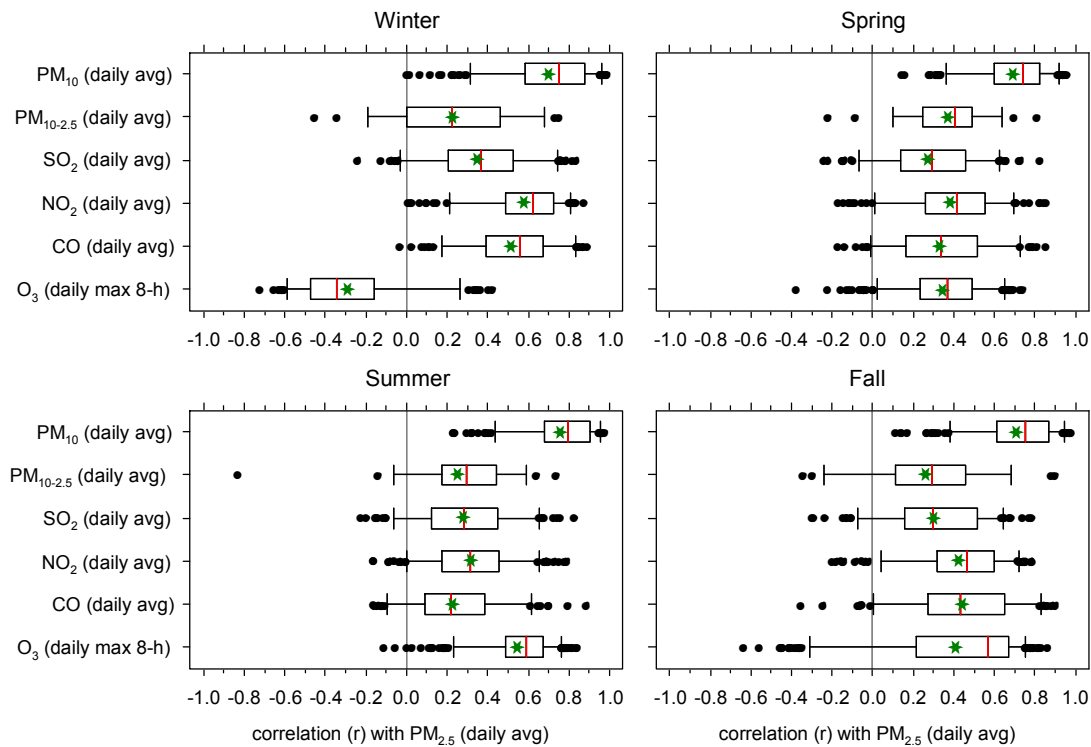 Winter
Spring
PM10 (daily avg)
PM10-2.5 (daily avg)
SO2 (daily avg)
NO2 (daily avg)
CO (daily avg)
O3 (daily max 8-h)
-1.0 -0.8 -0.6 -0.4 -0.2 0.0 0.2 0.4 0.6 0.8 1.0
-1.0 -0.8 -0.6 -0.4 -0.2 0.0 0.2 0.4 0.6 0.8 1.0
Summer
Fall
PM10 (daily avg)
PM10-2.5 (daily avg)
SO2 (daily avg)
NO2 (daily avg)
CO (daily avg)
O3 (daily max 8-h)
-1.0 -0.8 -0.6 -0.4 -0.2 0.0 0.2 0.4 0.6 0.8 1.0
-1.0 -0.8 -0.6 -0.4 -0.2 0.0 0.2 0.4 0.6 0.8 1.0
correlation (r) with PM2.5 (daily avg)
correlation (r) with PM2.5 (daily avg)